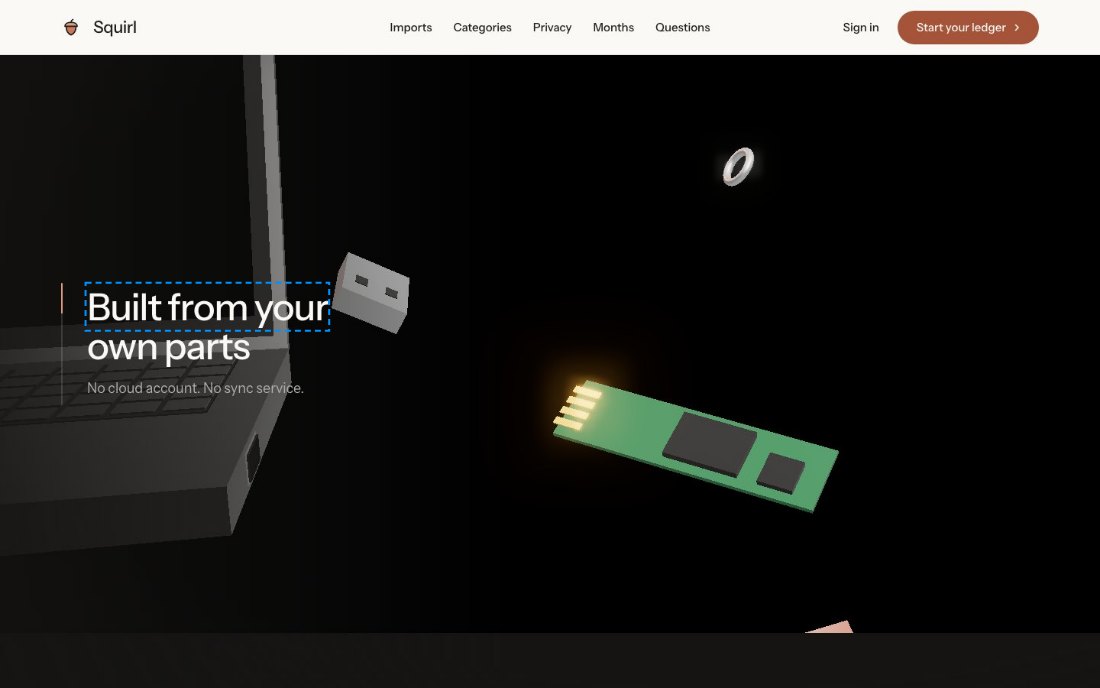 Squirl
Imports
Categories
Privacy
Months
Questions
Sign in
Start your ledger
Built from your
own parts
No cloud account. No sync service.